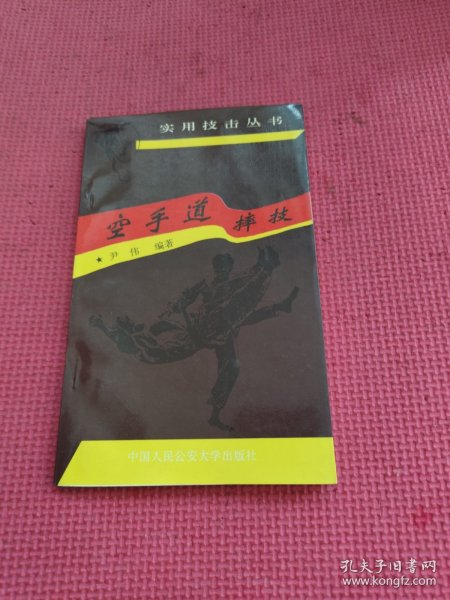 实用技击丛书
空手道 摔技
★ 尹伟 编著
中国人民公安大学出版社
孔夫子旧书网
www.kongfz.com